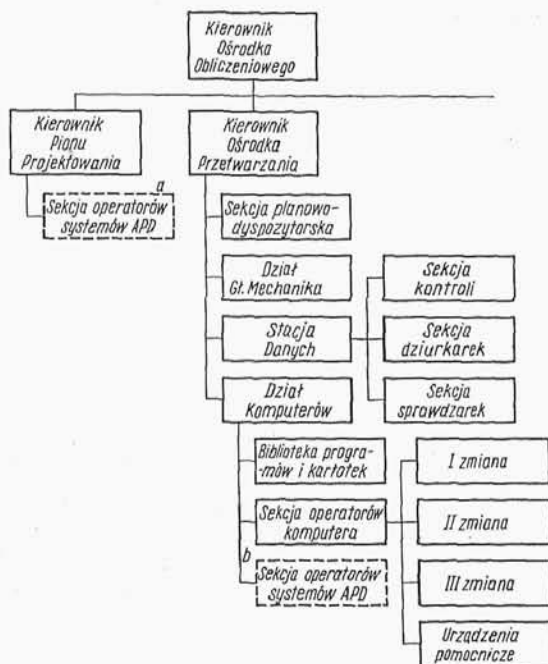 Kierownik
Ośrodka
Obliczeniowego
Kierownik
Pionu
Projektowania
Kierownik
Ośrodka
Przetwarzania
a
Sekcja operatorów
systemów APD
Sekcja planowo-
dyspozytorska
Dział
Gł. Mechanika
Stacja
Danych
Sekcja
kontroli
Sekcja
dziurkarek
Sekcja
sprawdzarek
Dział
Komputerów
Biblioteka progra-
mów i kartotek
Sekcja operatorów
komputera
b
Sekcja operatorów
systemów APD
I zmiana
II zmiana
III zmiana
Urządzenia
pomocnicze